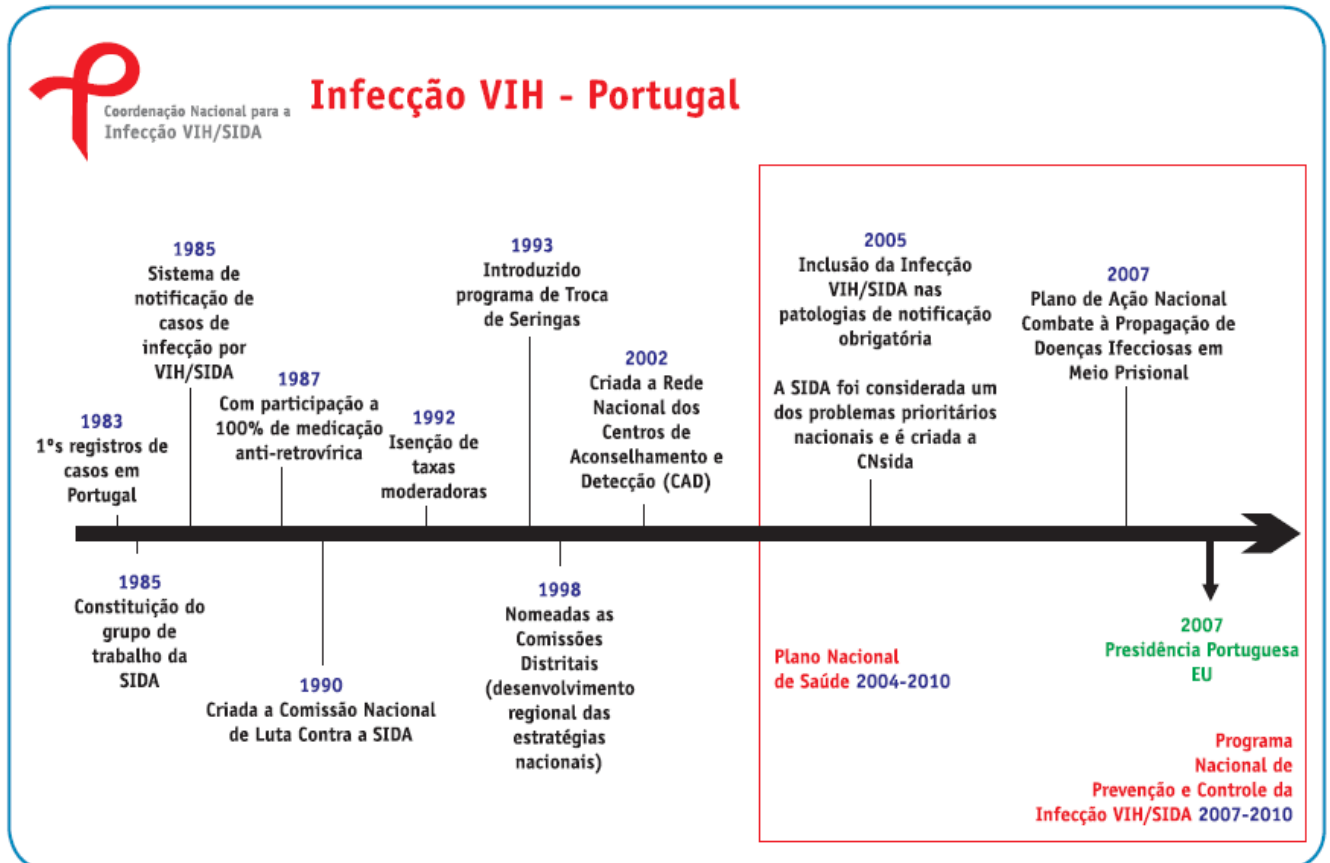 Coordenação Nacional para a
Infecção VIH/SIDA
Infecção VIH - Portugal
1983
1ºs registros de
casos em
Portugal
1985
Sistema de
notificação de
casos de
infecção por
VIH/SIDA
1987
Com participação a
100% de medicação
anti-retrovírica
1992
Isenção de
taxas
moderadoras
1993
Introduzido
programa de Troca
de Seringas
2002
Criada a Rede
Nacional dos
Centros de
Aconselhamento e
Detecção (CAD)
2005
Inclusão da Infecção
VIH/SIDA nas
patologias de notificação
obrigatória
A SIDA foi considerada um
dos problemas prioritários
nacionais e é criada a
CNsida
2007
Plano de Ação Nacional
Combate à Propagação de
Doenças Ifecciosas em
Meio Prisional
1985
Constituição do
grupo de
trabalho da
SIDA
1990
Criada a Comissão Nacional
de Luta Contra a SIDA
1998
Nomeadas as
Comissões
Distritais
(desenvolvimento
regional das
estratégias
nacionais)
Plano Nacional
de Saúde 2004-2010
2007
Presidência Portuguesa
EU
Programa
Nacional de
Prevenção e Controle da
Infecção VIH/SIDA 2007-2010